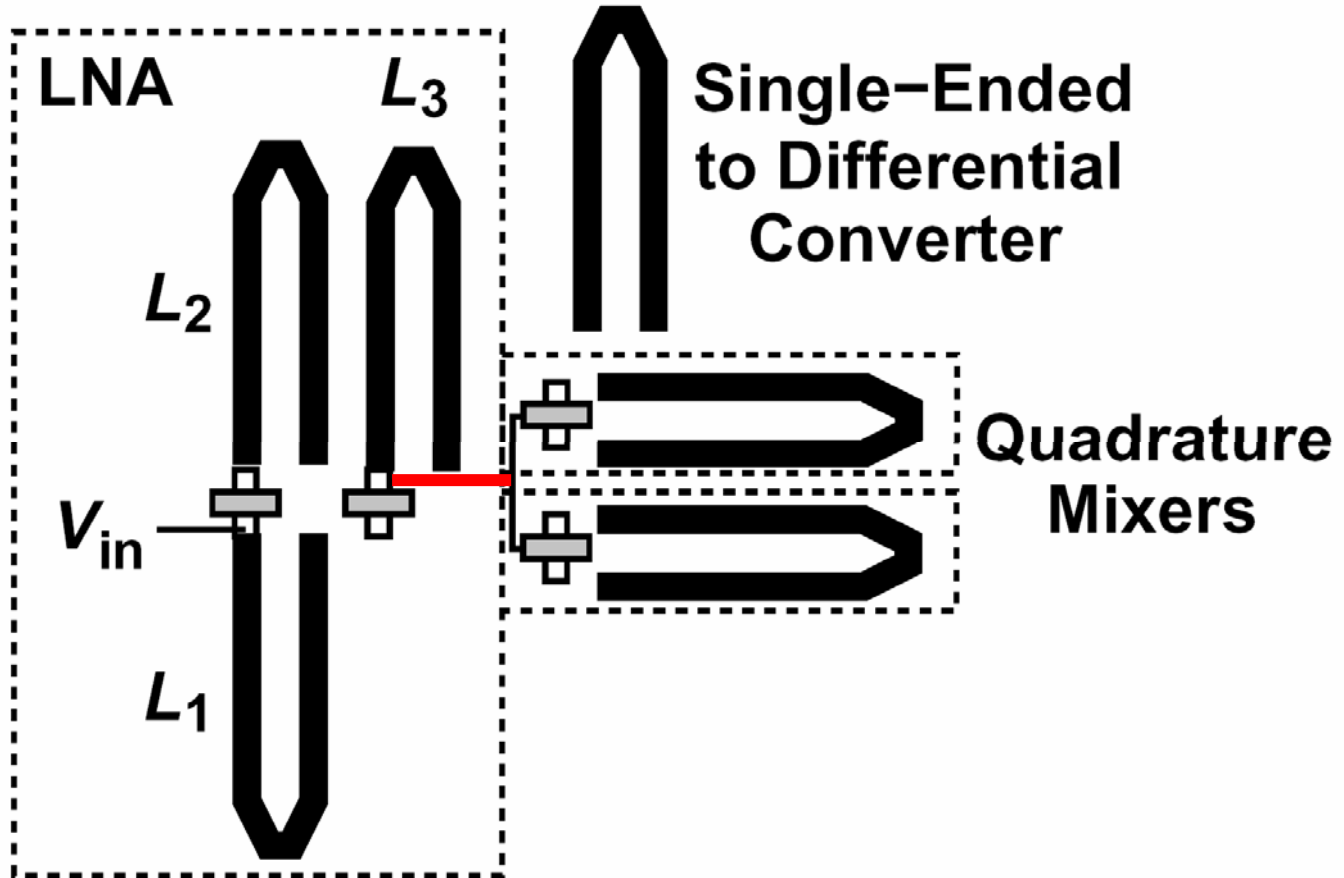 LNA
L3
Single−Ended
to Differential
Converter
L2
Quadrature
Mixers
Vin
L1